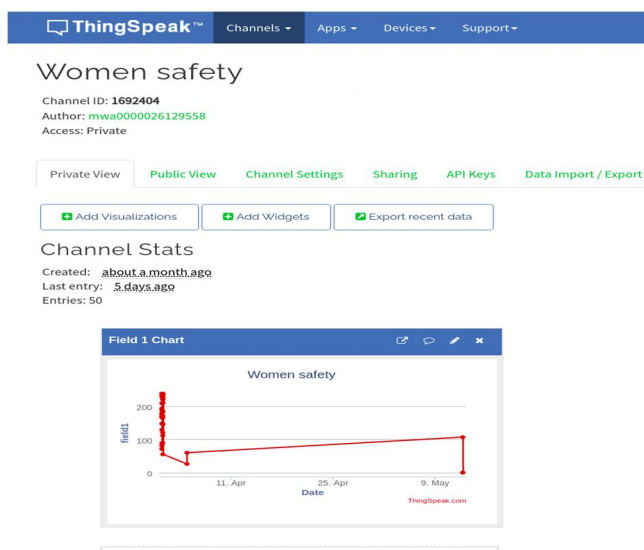 ThingSpeak™ Channels Apps Devices Support
Women safety
Channel ID: 1692404
Author: mwa0000026129558
Access: Private
Private View Public View Channel Settings Sharing API Keys Data Import / Export
Add Visualizations Add Widgets Export recent data
Channel Stats
Created: about a month ago
Last entry: 5 days ago
Entries: 50
Field 1 Chart
Women safety
field1
200
100
0
11. Apr 25. Apr 9. May
Date
ThingSpeak.com